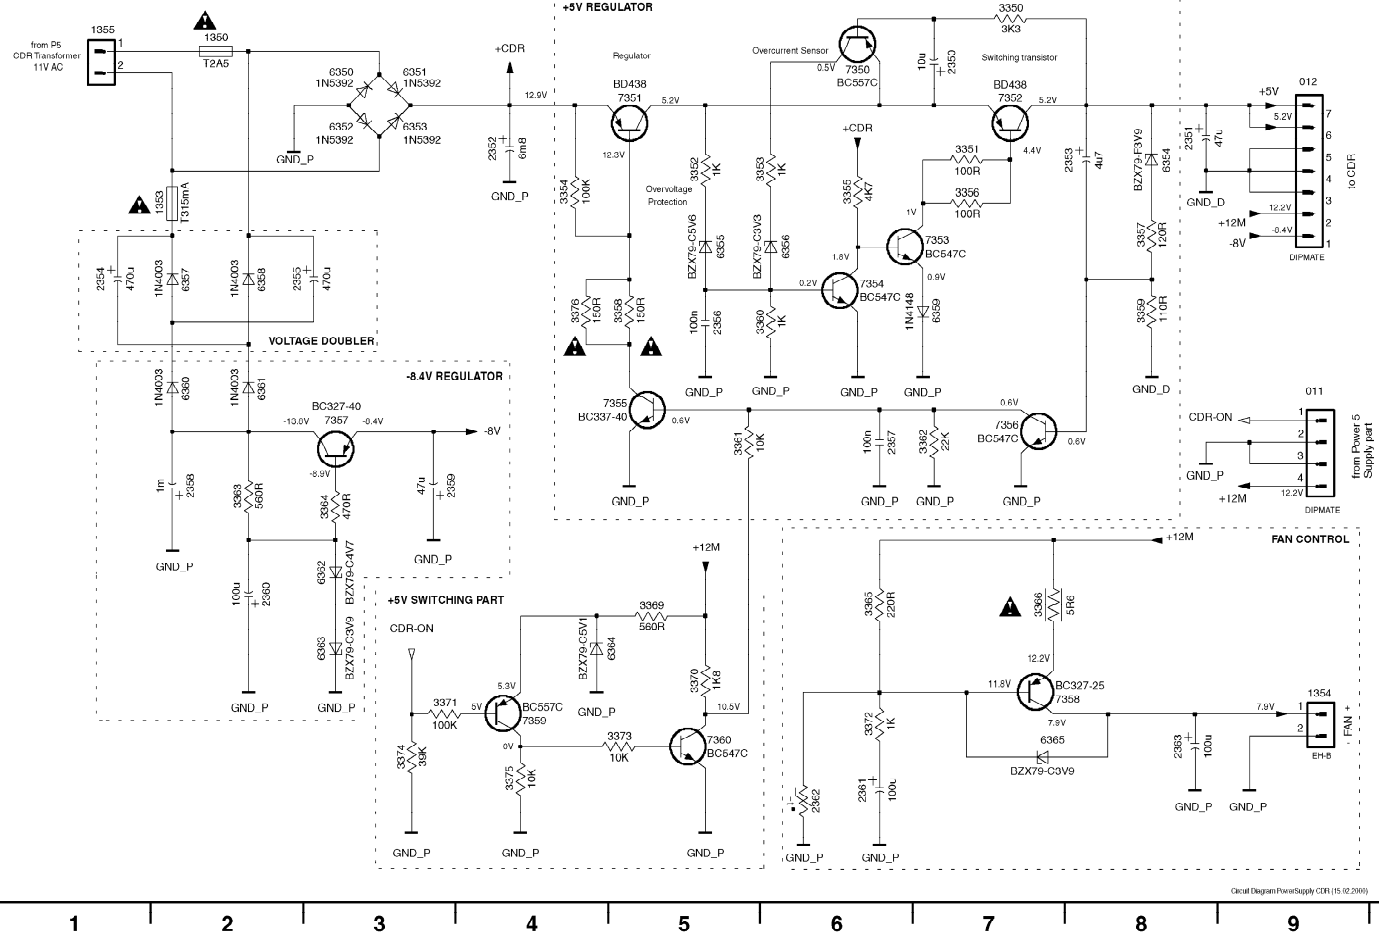 +5V REGULATOR
1355
from P5
CDR Transformer
11V AC
1
2
1350
T2A5
6350
1N5392
6351
1N5392
6352
1N5392
6353
1N5392
GND_P
+CDR
12.9V
2352
6m8
GND_P
Regulator
BD438
7351
5.2V
12.3V
3354
100K
Overvoltage
Protection
3352
1K
3353
1K
Overcurrent Sensor
0.5V
7350
BC557C
10u
2350
3350
3K3
Switching transistor
BD438
7352
5.2V
4.4V
+CDR
3355
4K7
3351
100R
3356
100R
1V
7353
BC547C
0.9V
1N4148
6359
1.8V
0.2V
7354
BC547C
BZX79-C5V6
6355
BZX79-C3V3
6356
3376
150R
3358
150R
100n
2356
3360
1K
GND_P
GND_P
GND_P
GND_P
2353
4u7
BZX79-F3V9
6354
3357
120R
3359
110R
GND_D
2351
47u
GND_D
012
+5V
5.2V
7
6
5
4
3
2
1
12.2V
+12M
-8V
-8.4V
to CDR
DIPMATE
1353
T315mA
2354
470u
1N4003
6357
1N4003
6358
2355
470u
VOLTAGE DOUBLER
-8.4V REGULATOR
1N4003
6360
1N4003
6361
BC327-40
7357
-13.0V
-8.4V
-8V
-8.9V
1m
2358
GND_P
3363
560R
3364
470R
47u
2359
GND_P
100u
2360
GND_P
6362
BZX79-C4V7
6363
BZX79-C3V9
GND_P
7355
BC337-40
0.6V
GND_P
3361
10K
100n
2357
GND_P
3362
22K
GND_P
0.6V
7356
BC547C
0.6V
GND_P
011
CDR-ON
1
2
3
4
GND_P
+12M
12.2V
from Power 5
Supply part
DIPMATE
+5V SWITCHING PART
CDR-ON
+12M
3369
560R
BZX79-C5V1
6364
GND_P
3370
1K8
10.5V
5.3V
5V
BC557C
7359
3371
100K
3374
39K
GND_P
0V
3375
10K
GND_P
3373
10K
7360
BC547C
GND_P
FAN CONTROL
+12M
3365
220R
3366
5R6
12.2V
11.8V
BC327-25
7358
7.9V
6365
BZX79-C3V9
3372
1K
2361
100u
GND_P
2362
GND_P
2363
100u
GND_P
7.9V
1354
1
2
- FAN +
EH-B
GND_P
Circuit Diagram PowerSupply CDR (15.02.2000)
1
2
3
4
5
6
7
8
9